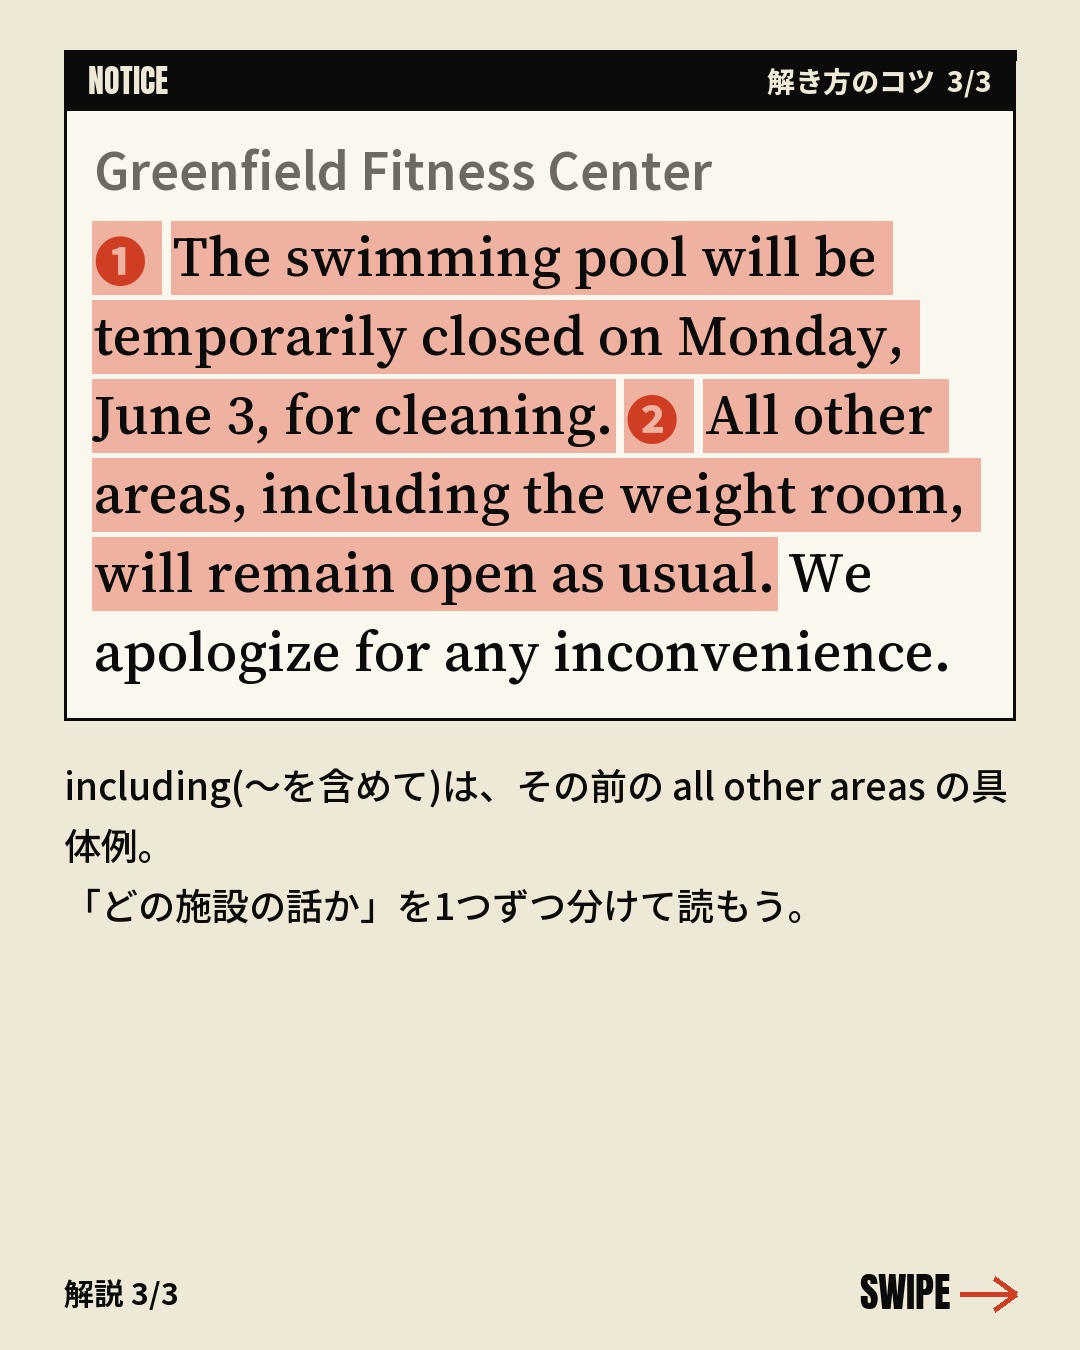 NOTICE
解き方のコツ 3/3
Greenfield Fitness Center
❶ The swimming pool will be
temporarily closed on Monday,
June 3, for cleaning. ❷ All other
areas, including the weight room,
will remain open as usual. We
apologize for any inconvenience.
including(〜を含めて)は、その前の all other areas の具
体例。
「どの施設の話か」を1つずつ分けて読もう。
解説 3/3
SWIPE